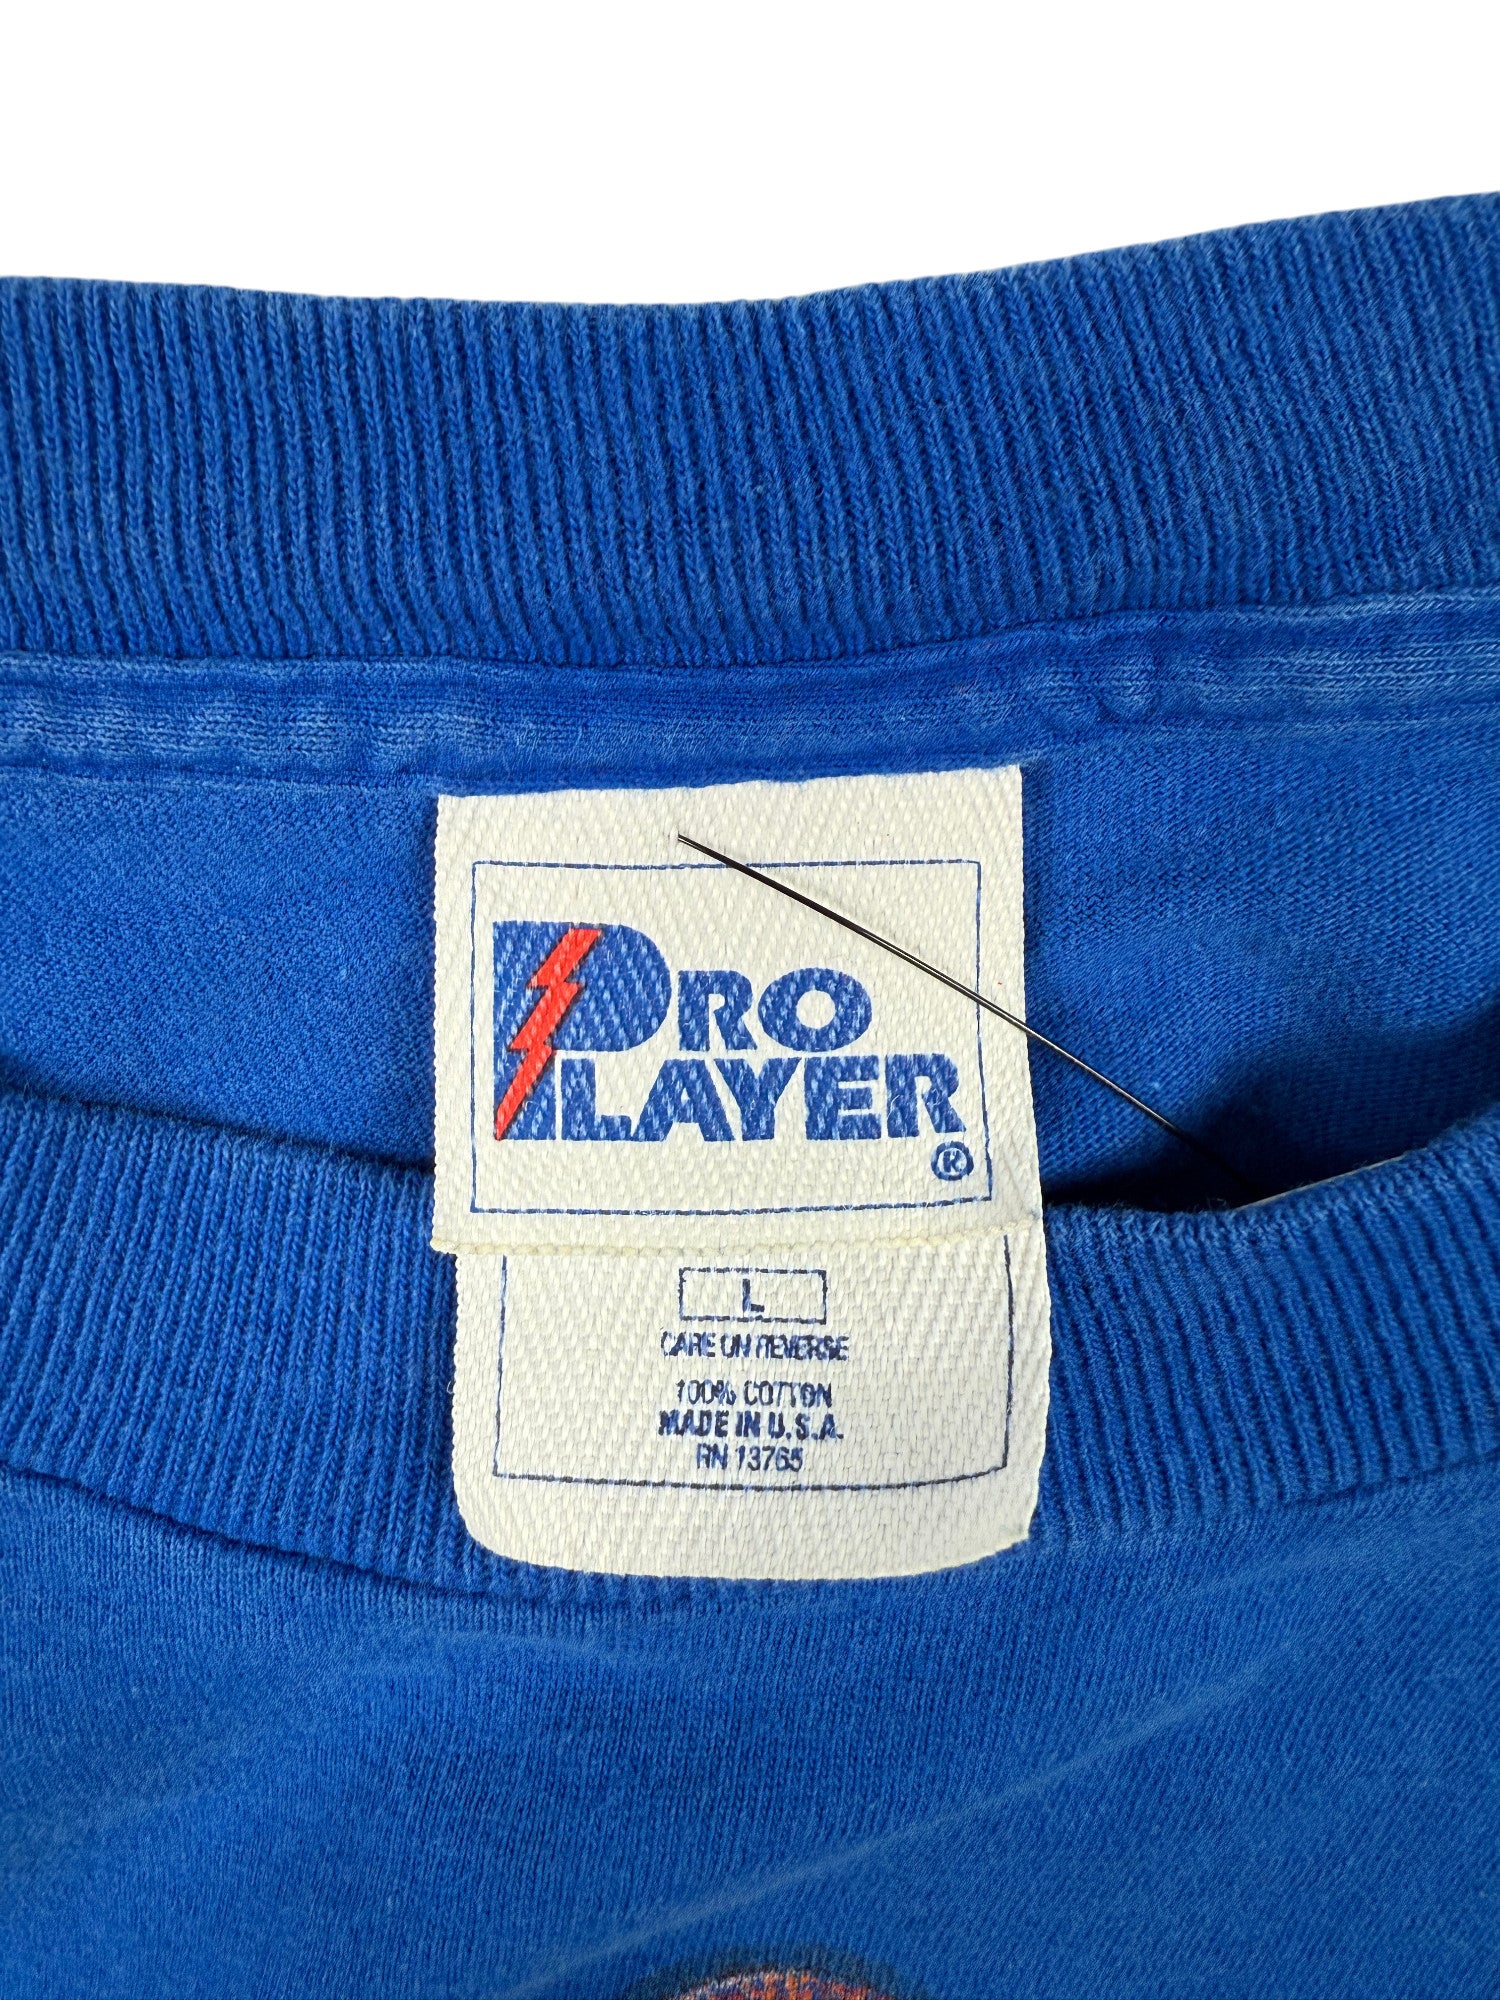 PRO
PLAYER
®
L
CARE ON REVERSE
100% COTTON
MADE IN U.S.A.
RN 13765